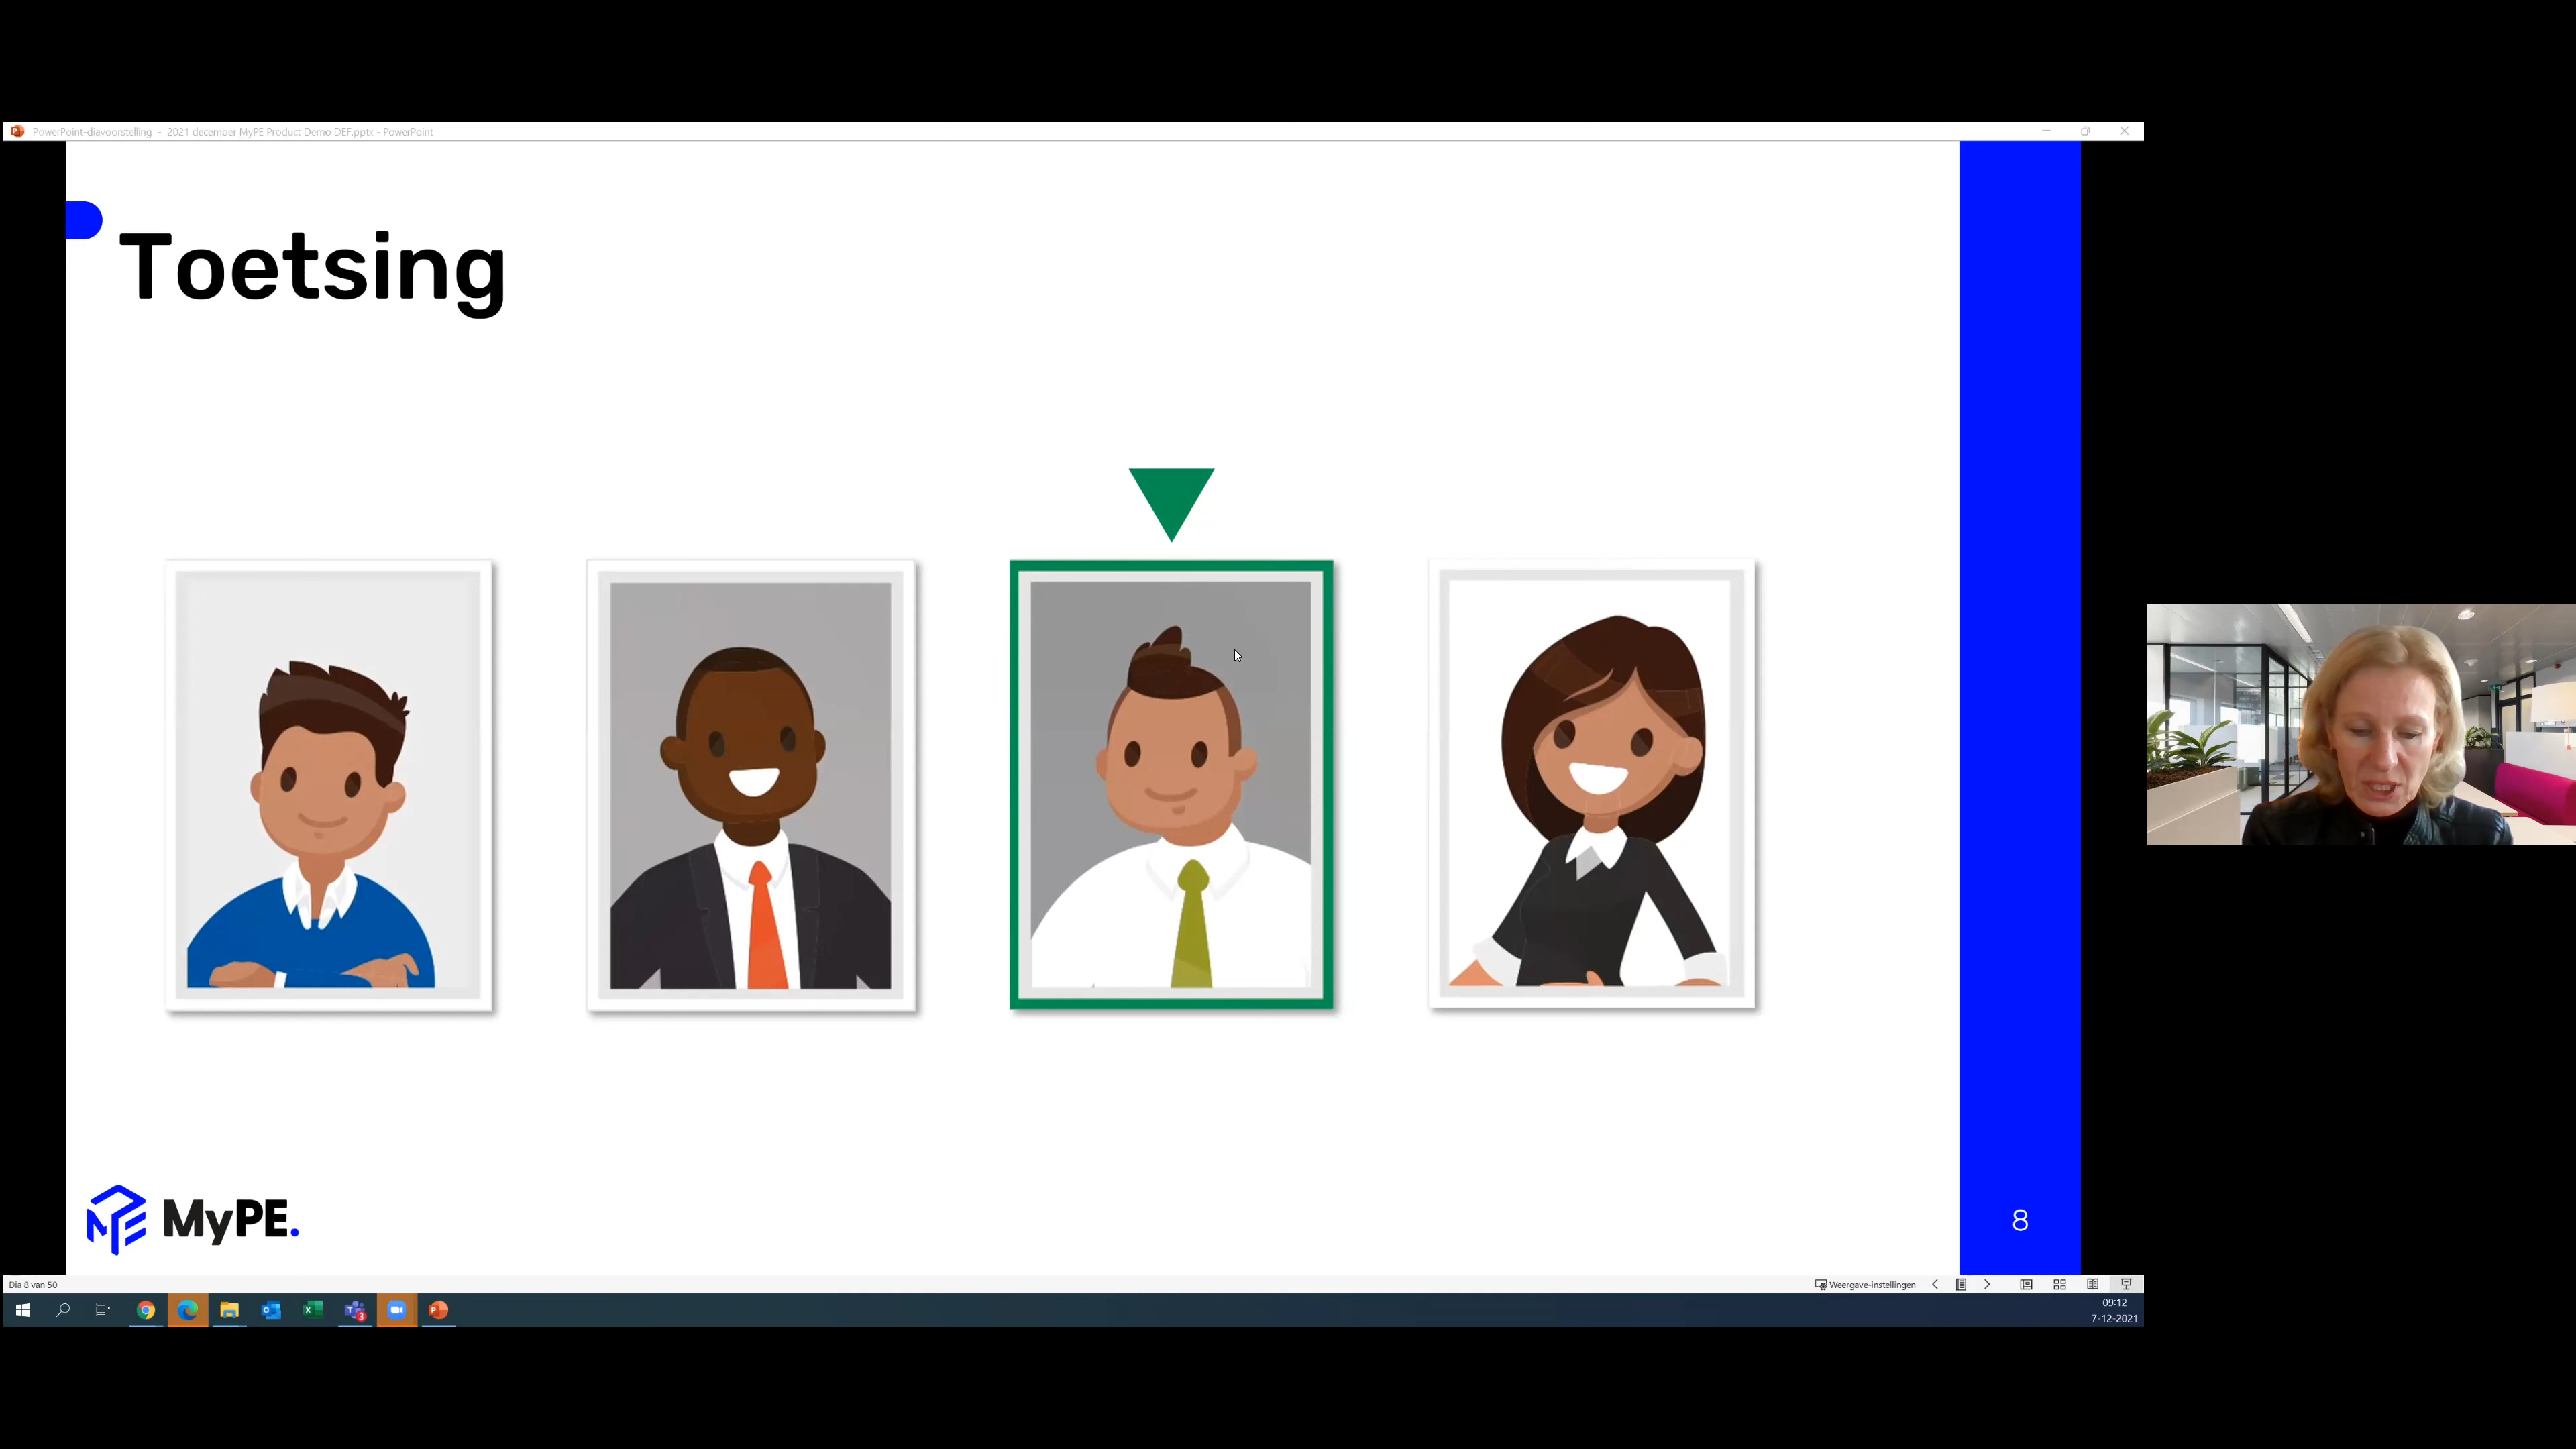 PowerPoint-diavoorstelling - 2021 december MyPE Product Demo DEF.pptx - PowerPoint
Toetsing
MyPE.
8
Dia 8 van 50
Weergave-instellingen
3
09:12
7-12-2021